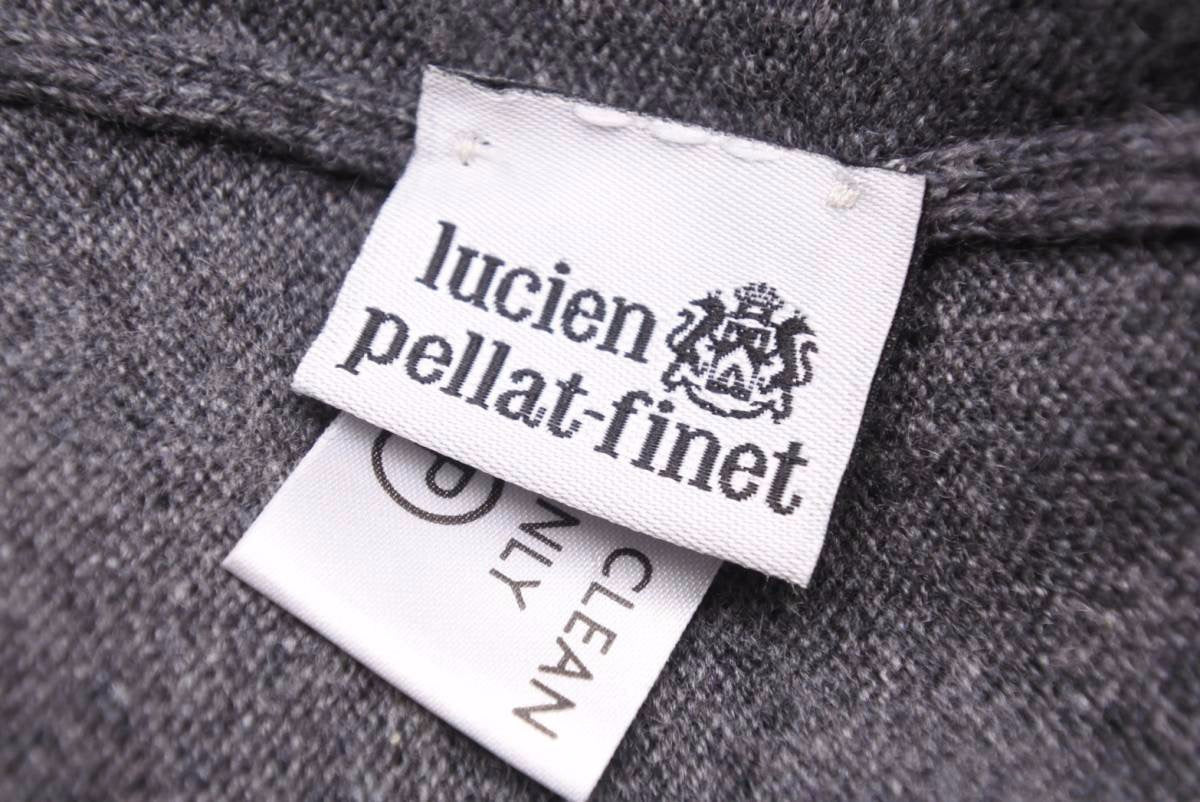 lucien
pellat-finet
P
CLEAN
NLY